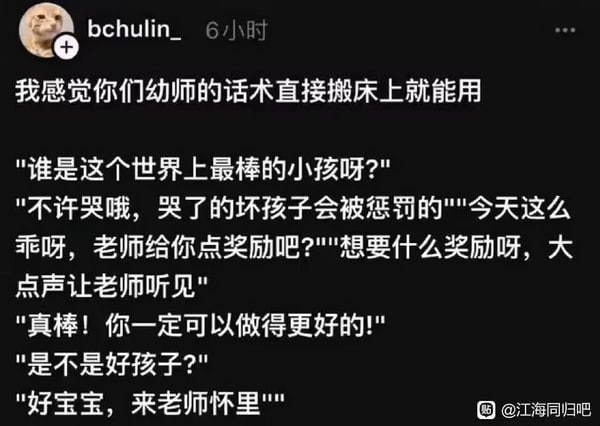 bchulin_ 6小时
我感觉你们幼师的话术直接搬床上就能用
"谁是这个世界上最棒的小孩呀?"
"不许哭哦，哭了的坏孩子会被惩罚的""今天这么
乖呀，老师给你点奖励吧?""想要什么奖励呀，大
点声让老师听见"
"真棒！你一定可以做得更好的!"
"是不是好孩子?"
"好宝宝，来老师怀里""
贴 @江海同归吧